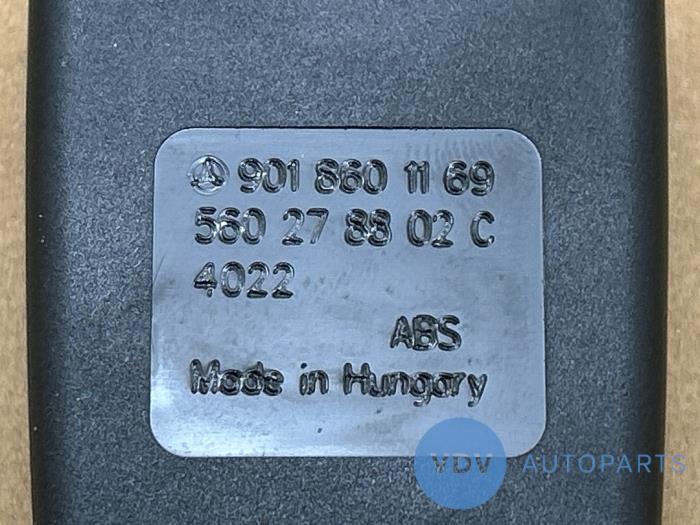 901 860 11 69
560 27 88 02 C
4022
ABS
Made in Hungary
VDV AUTOPARTS